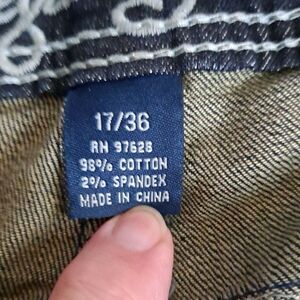 17/36
RN 97628
98% COTTON
2% SPANDEX
MADE IN CHINA